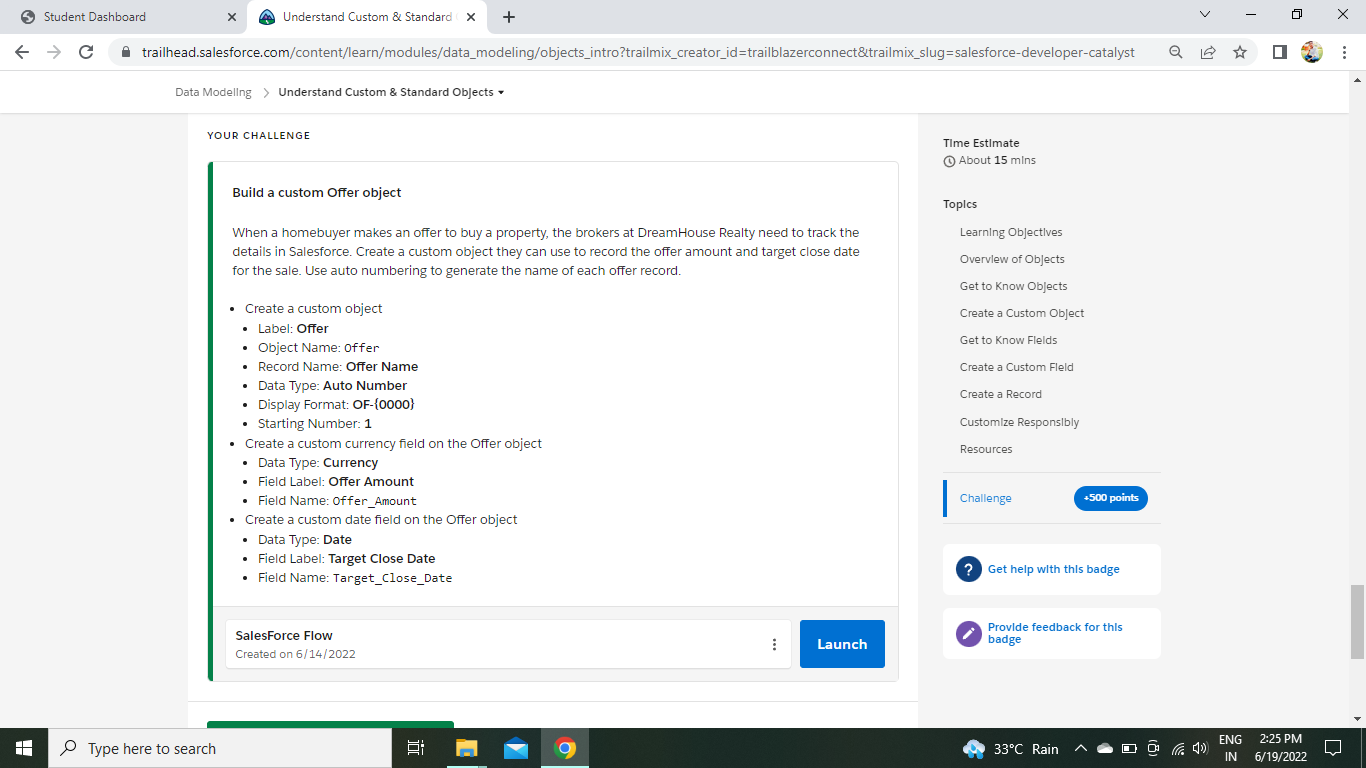 Student Dashboard
Understand Custom & Standard
trailhead.salesforce.com/content/learn/modules/data_modeling/objects_intro?trailmix_creator_id=trailblazerconnect&trailmix_slug=salesforce-developer-catalyst
Data Modeling > Understand Custom & Standard Objects
YOUR CHALLENGE
Build a custom Offer object
When a homebuyer makes an offer to buy a property, the brokers at DreamHouse Realty need to track the
details in Salesforce. Create a custom object they can use to record the offer amount and target close date
for the sale. Use auto numbering to generate the name of each offer record.
• Create a custom object
• Label: Offer
• Object Name: Offer
• Record Name: Offer Name
• Data Type: Auto Number
• Display Format: OF-{0000}
• Starting Number: 1
• Create a custom currency field on the Offer object
• Data Type: Currency
• Field Label: Offer Amount
• Field Name: Offer_Amount
• Create a custom date field on the Offer object
• Data Type: Date
• Field Label: Target Close Date
• Field Name: Target_Close_Date
SalesForce Flow
Created on 6/14/2022
Launch
Time Estimate
About 15 mins
Topics
Learning Objectives
Overview of Objects
Get to Know Objects
Create a Custom Object
Get to Know Fields
Create a Custom Field
Create a Record
Customize Responsibly
Resources
Challenge
+500 points
? Get help with this badge
Provide feedback for this
badge
Type here to search
33°C Rain
ENG
IN
2:25 PM
6/19/2022